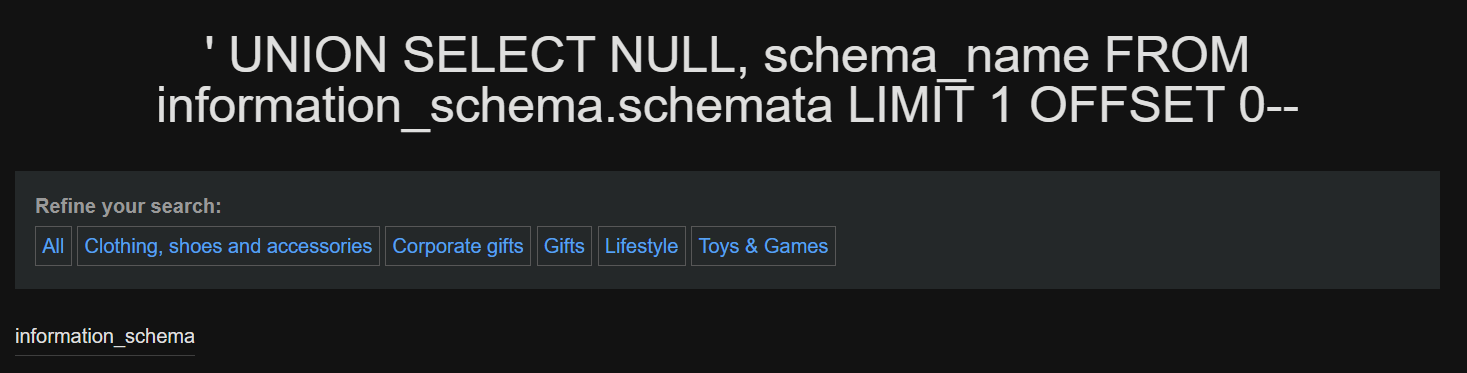 ' UNION SELECT NULL, schema_name FROM
information_schema.schemata LIMIT 1 OFFSET 0--
Refine your search:
All Clothing, shoes and accessories Corporate gifts Gifts Lifestyle Toys & Games
information_schema